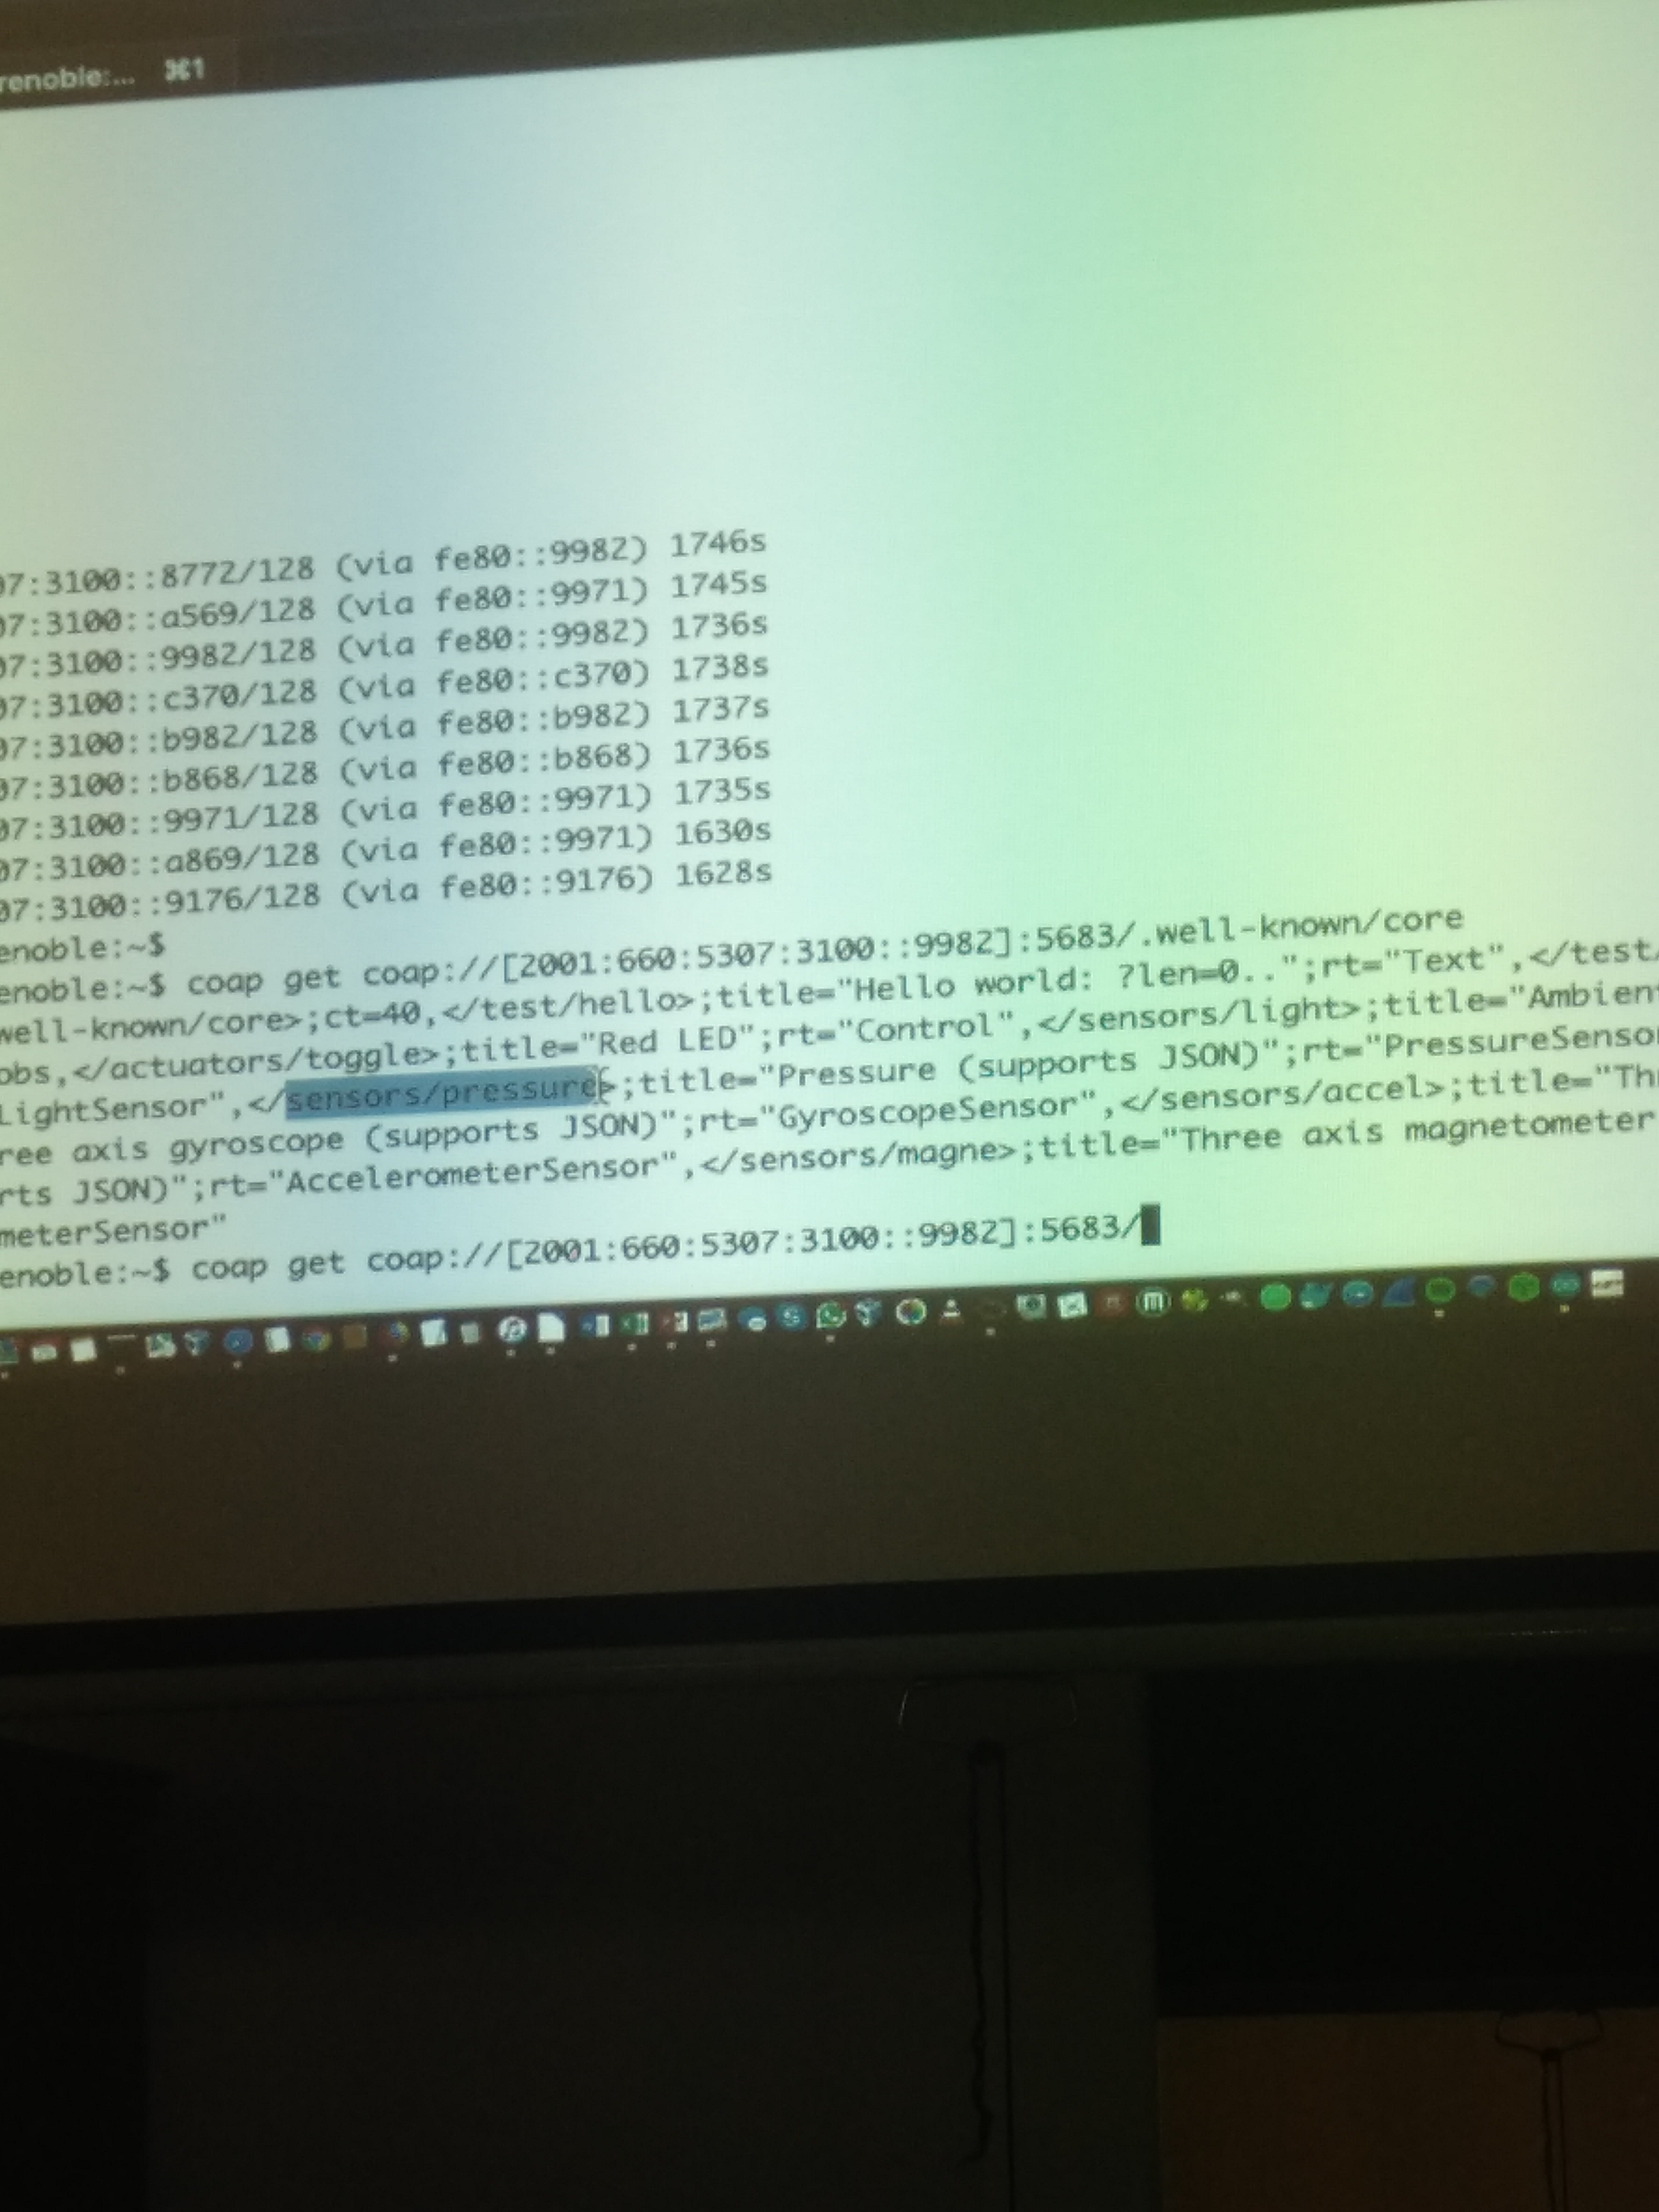 renoble:... ⌘1
07:3100::8772/128 (via fe80::9982) 1746s
07:3100::a569/128 (via fe80::9971) 1745s
07:3100::9982/128 (via fe80::9982) 1736s
07:3100::c370/128 (via fe80::c370) 1738s
07:3100::b982/128 (via fe80::b982) 1737s
07:3100::b868/128 (via fe80::b868) 1736s
07:3100::9971/128 (via fe80::9971) 1735s
07:3100::a869/128 (via fe80::9971) 1630s
07:3100::9176/128 (via fe80::9176) 1628s
enoble:~$
enoble:~$ coap get coap://[2001:660:5307:3100::9982]:5683/.well-known/core
well-known/core>;ct=40,</test/hello>;title="Hello world: ?len=0..";rt="Text",</test/
obs,</actuators/toggle>;title="Red LED";rt="Control",</sensors/light>;title="Ambient
LightSensor",</sensors/pressure>;title="Pressure (supports JSON)";rt="PressureSensor
ree axis gyroscope (supports JSON)";rt="GyroscopeSensor",</sensors/accel>;title="Thr
rts JSON)";rt="AccelerometerSensor",</sensors/magne>;title="Three axis magnetometer
meterSensor"
enoble:~$ coap get coap://[2001:660:5307:3100::9982]:5683/